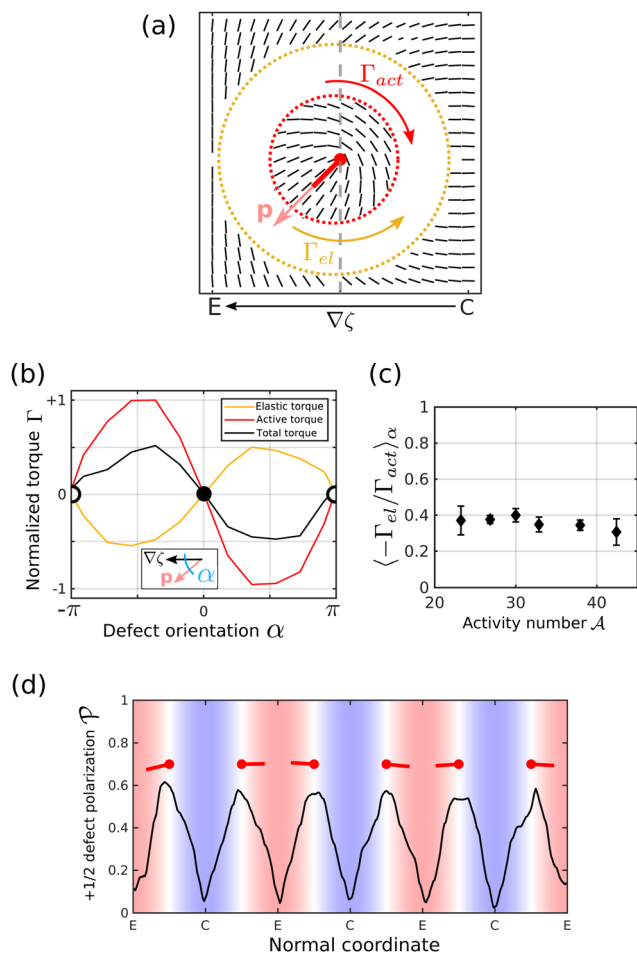 (a)
Γact
p
Γel
E
C
∇ζ
(b)
Normalized torque Γ
+1
0
-1
Elastic torque
Active torque
Total torque
∇ζ
p
α
-π
0
π
Defect orientation α
(c)
⟨-Γel/Γact⟩α
1
0.8
0.6
0.4
0.2
0
20
30
40
Activity number A
(d)
+1/2 defect polarization P
1
0.8
0.6
0.4
0.2
0
E
C
E
C
E
C
E
Normal coordinate